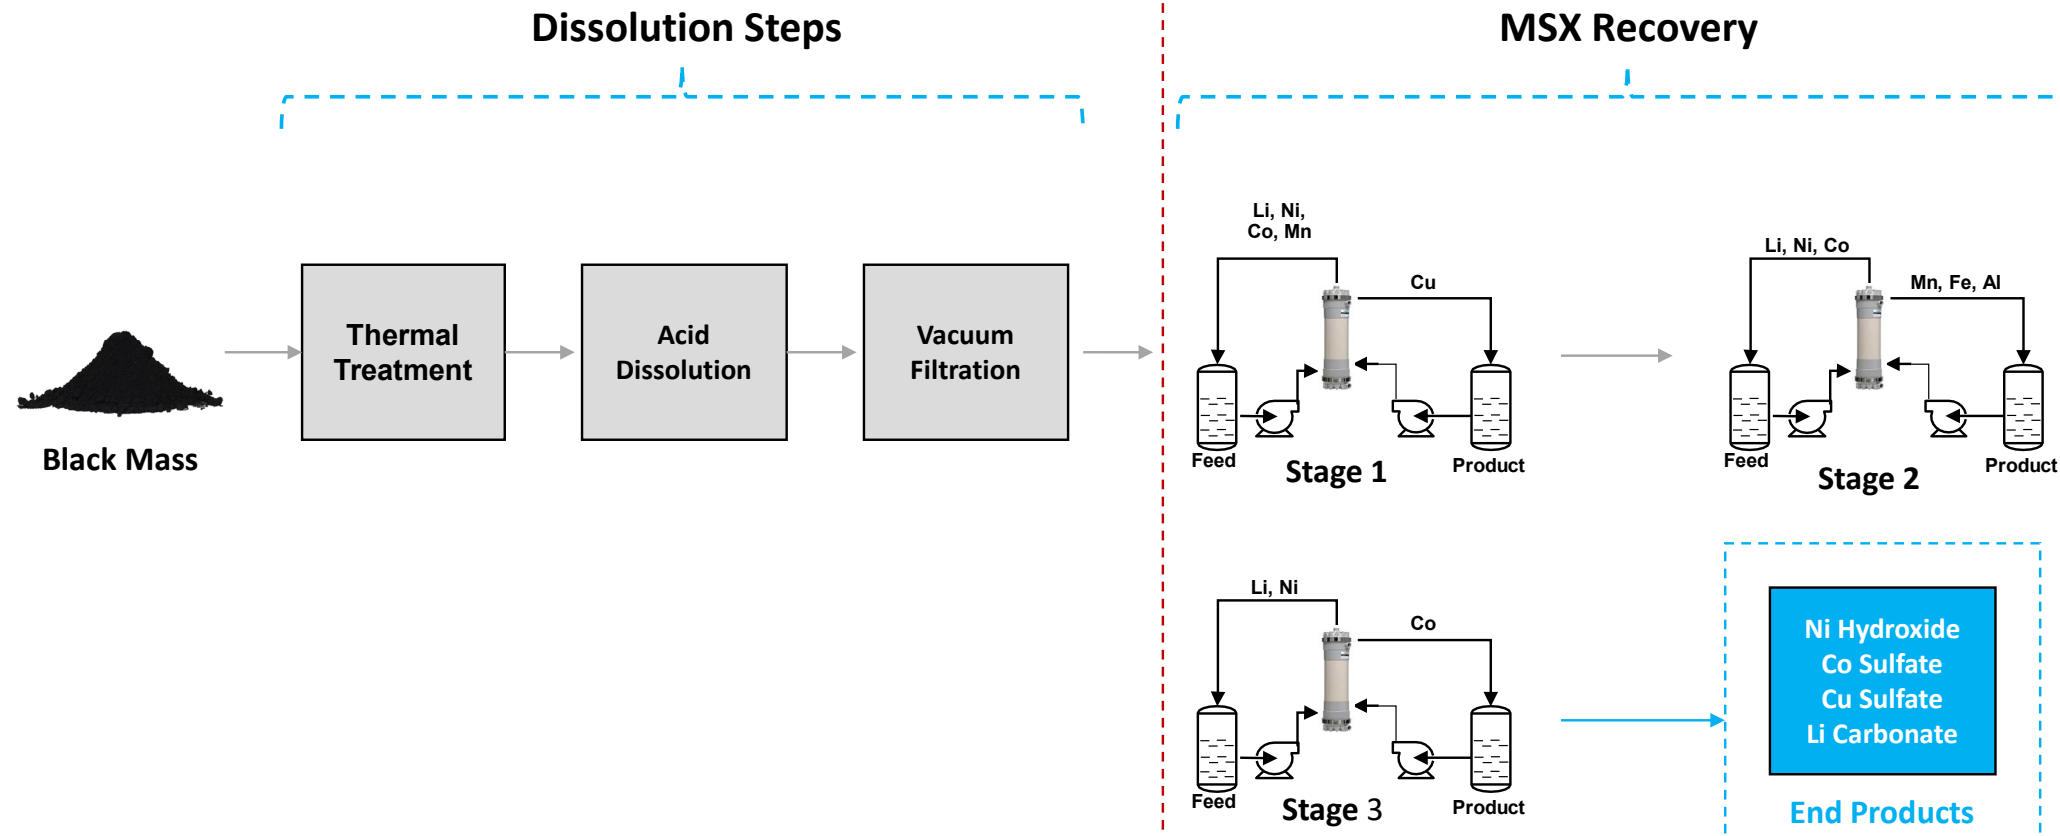 Dissolution Steps
MSX Recovery
Black Mass
Thermal
Treatment
Acid
Dissolution
Vacuum
Filtration
Li, Ni,
Co, Mn
Cu
Feed
Product
Stage 1
Li, Ni, Co
Mn, Fe, Al
Feed
Product
Stage 2
Li, Ni
Co
Feed
Product
Stage 3
Ni Hydroxide
Co Sulfate
Cu Sulfate
Li Carbonate
End Products